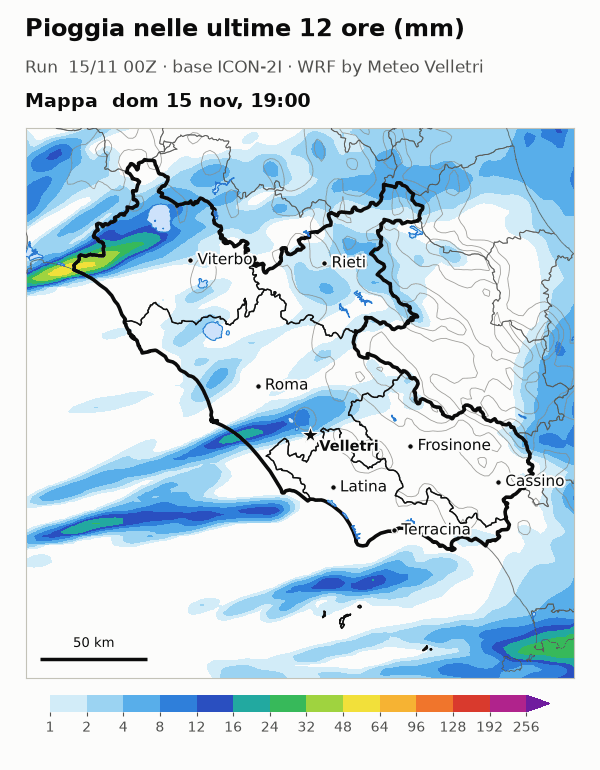 Pioggia nelle ultime 12 ore (mm)
Run 15/11 00Z · base ICON-2I · WRF by Meteo Velletri
Mappa dom 15 nov, 19:00
Viterbo
Rieti
Roma
Velletri
Frosinone
Latina
Cassino
Terracina
50 km
1 2 4 8 12 16 24 32 48 64 96 128 192 256